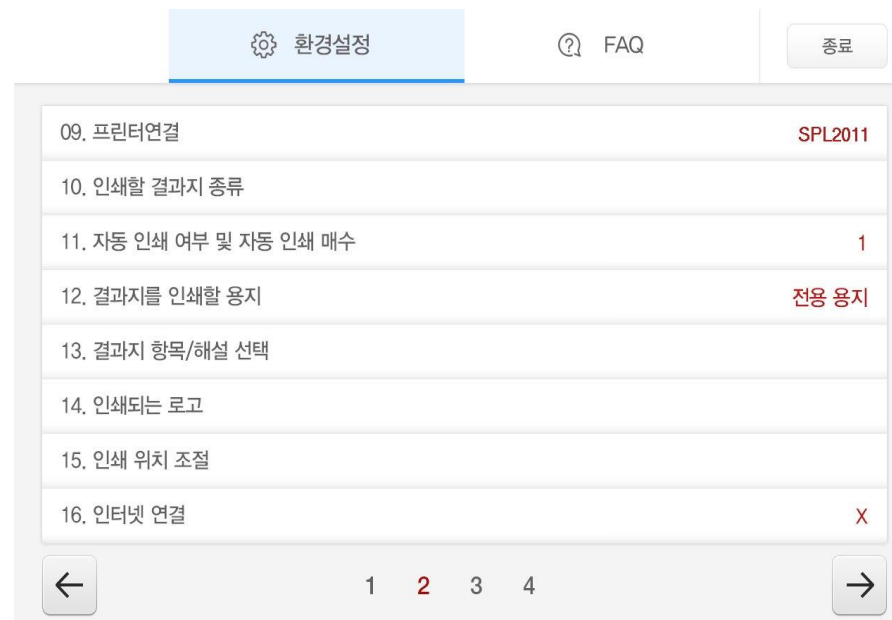 환경설정 FAQ 종료
09. 프린터연결 SPL2011
10. 인쇄할 결과지 종류
11. 자동 인쇄 여부 및 자동 인쇄 매수 1
12. 결과지를 인쇄할 용지 전용 용지
13. 결과지 항목/해설 선택
14. 인쇄되는 로고
15. 인쇄 위치 조절
16. 인터넷 연결 X
1 2 3 4